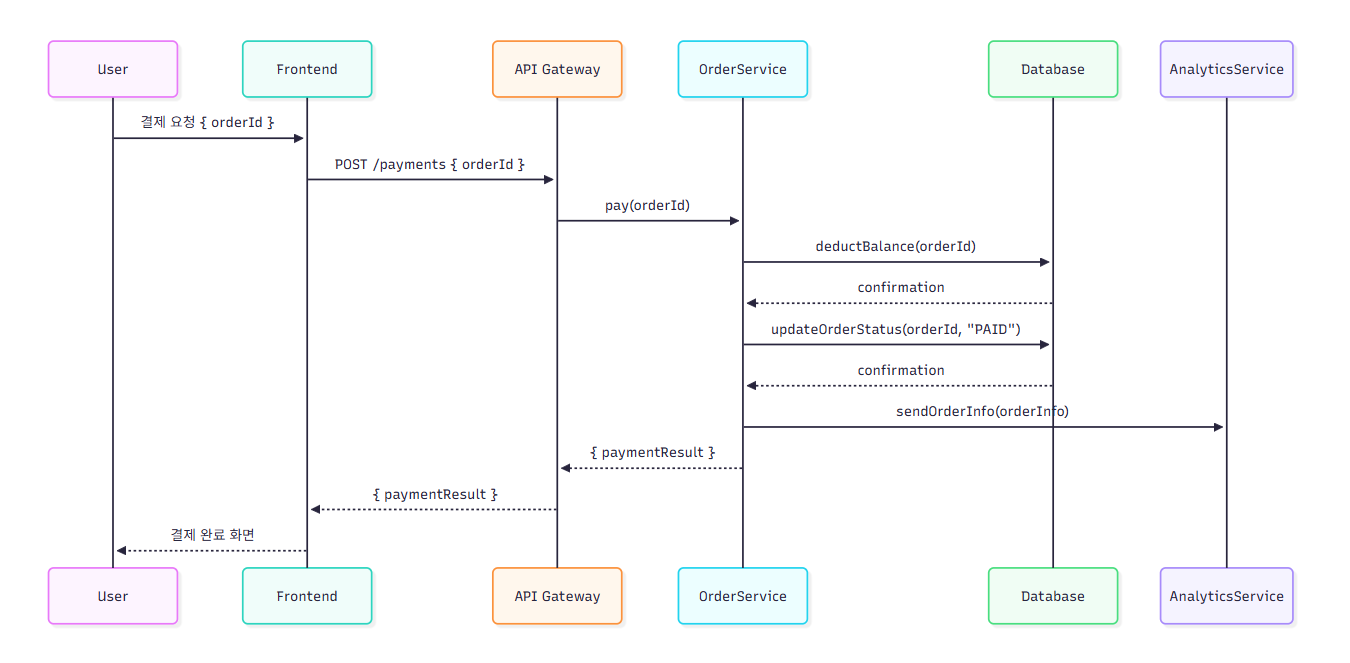 User
Frontend
API Gateway
OrderService
Database
AnalyticsService
결제 요청 { orderId }
POST /payments { orderId }
pay(orderId)
deductBalance(orderId)
confirmation
updateOrderStatus(orderId, "PAID")
confirmation
sendOrderInfo(orderInfo)
{ paymentResult }
{ paymentResult }
결제 완료 화면
User
Frontend
API Gateway
OrderService
Database
AnalyticsService